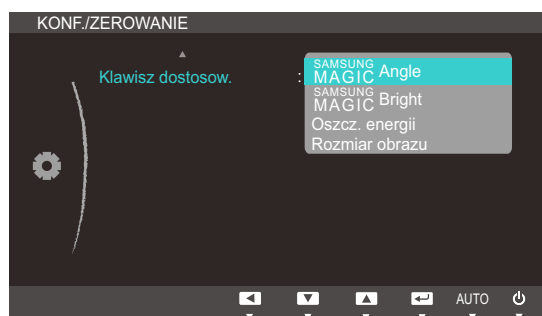 KONF./ZEROWANIE
Klawisz dostosow. : SAMSUNG MAGIC Angle
SAMSUNG MAGIC Bright
Oszcz. energii
Rozmiar obrazu
AUTO